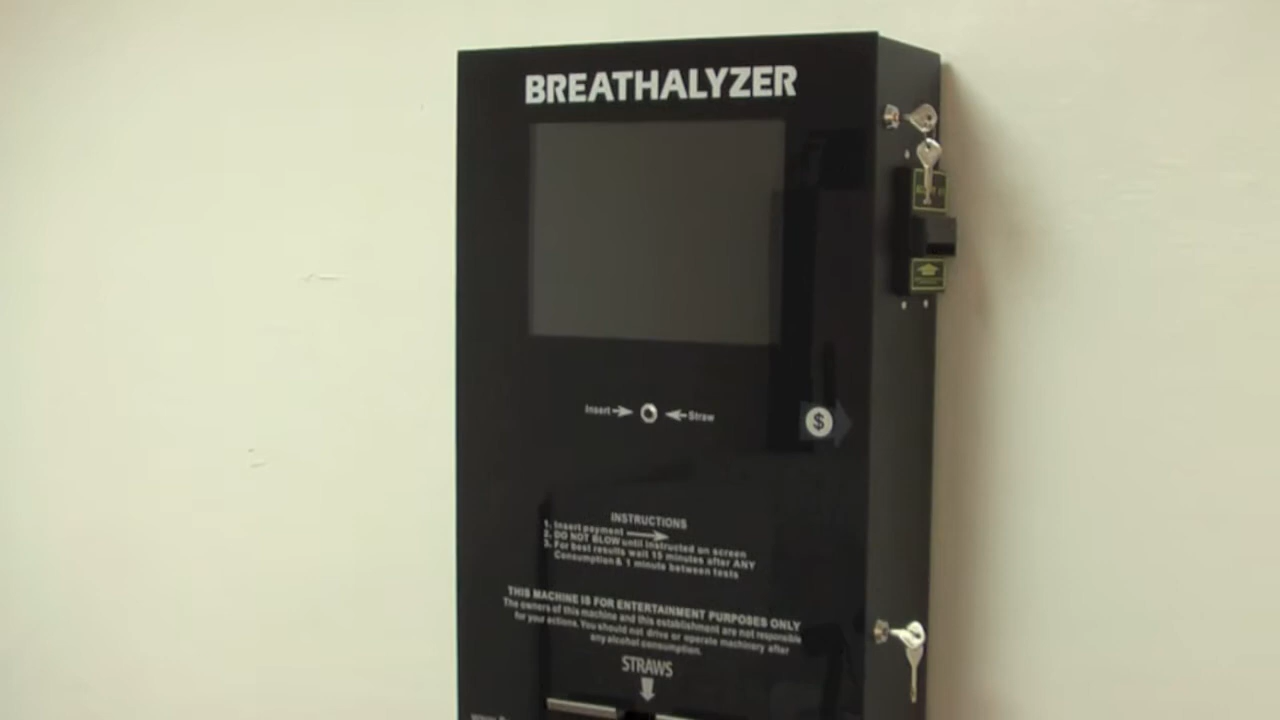 BREATHALYZER
Insert
Straw
$
INSTRUCTIONS
1. Insert payment
2. DO NOT BLOW until instructed on screen
3. For best results wait 15 minutes after ANY
Consumption & 1 minute between tests
THIS MACHINE IS FOR ENTERTAINMENT PURPOSES ONLY
The owners of this machine and this establishment are not responsible
for your actions. You should not drive or operate machinery after
any alcohol consumption.
STRAWS